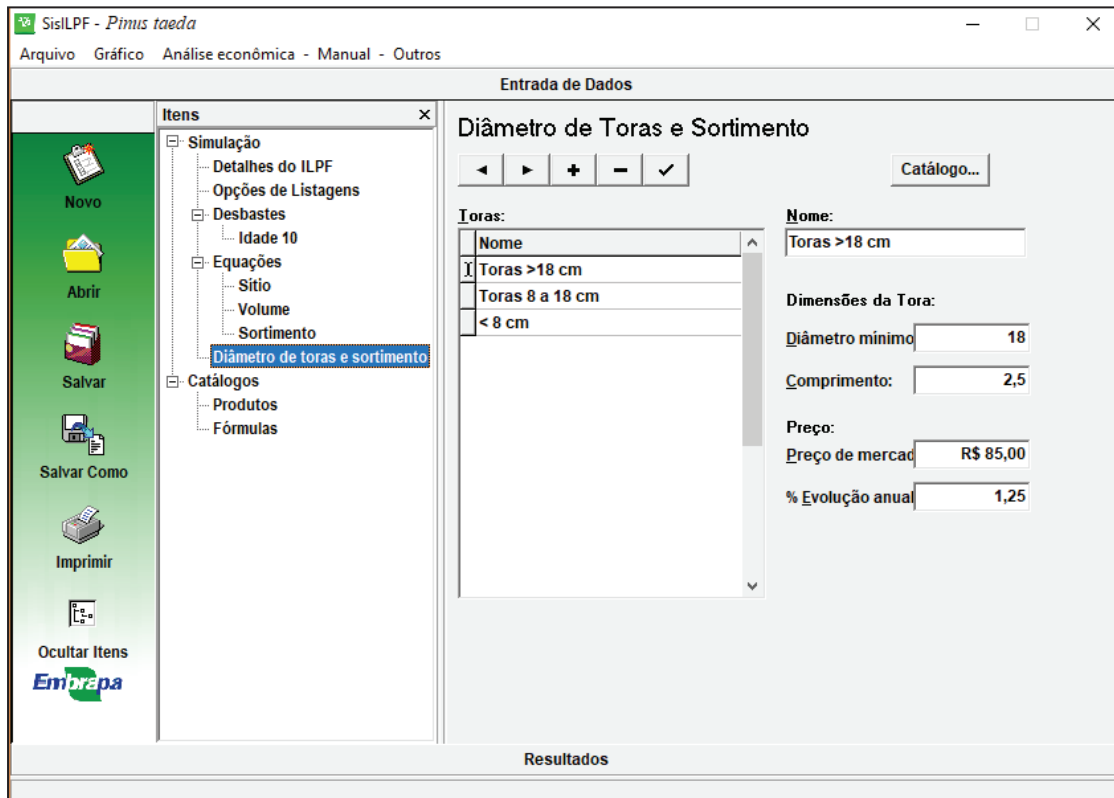 SisILPF - Pinus taeda
Arquivo Gráfico Análise econômica - Manual - Outros
Entrada de Dados
Novo
Abrir
Salvar
Salvar Como
Imprimir
Ocultar Itens
Embrapa
Itens
Simulação
Detalhes do ILPF
Opções de Listagens
Desbastes
Idade 10
Equações
Sítio
Volume
Sortimento
Diâmetro de toras e sortimento
Catálogos
Produtos
Fórmulas
Diâmetro de Toras e Sortimento
Catálogo...
Toras:
Nome
Toras >18 cm
Toras 8 a 18 cm
< 8 cm
Nome:
Toras >18 cm
Dimensões da Tora:
Diâmetro mínimo 18
Comprimento: 2,5
Preço:
Preço de mercad R$ 85,00
% Evolução anual 1,25
Resultados